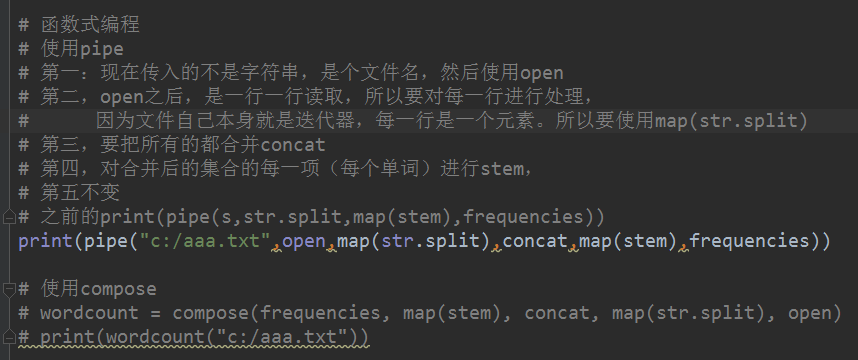 # 函数式编程
# 使用pipe
# 第一：现在传入的不是字符串，是个文件名，然后使用open
# 第二，open之后，是一行一行读取，所以要对每一行进行处理，
#      因为文件自己本身就是迭代器，每一行是一个元素。所以要使用map(str.split)
# 第三，要把所有的都合并concat
# 第四，对合并后的集合的每一项（每个单词）进行stem，
# 第五不变
# 之前的print(pipe(s,str.split,map(stem),frequencies))
print(pipe("c:/aaa.txt",open,map(str.split),concat,map(stem),frequencies))
# 使用compose
# wordcount = compose(frequencies, map(stem), concat, map(str.split), open)
# print(wordcount("c:/aaa.txt"))